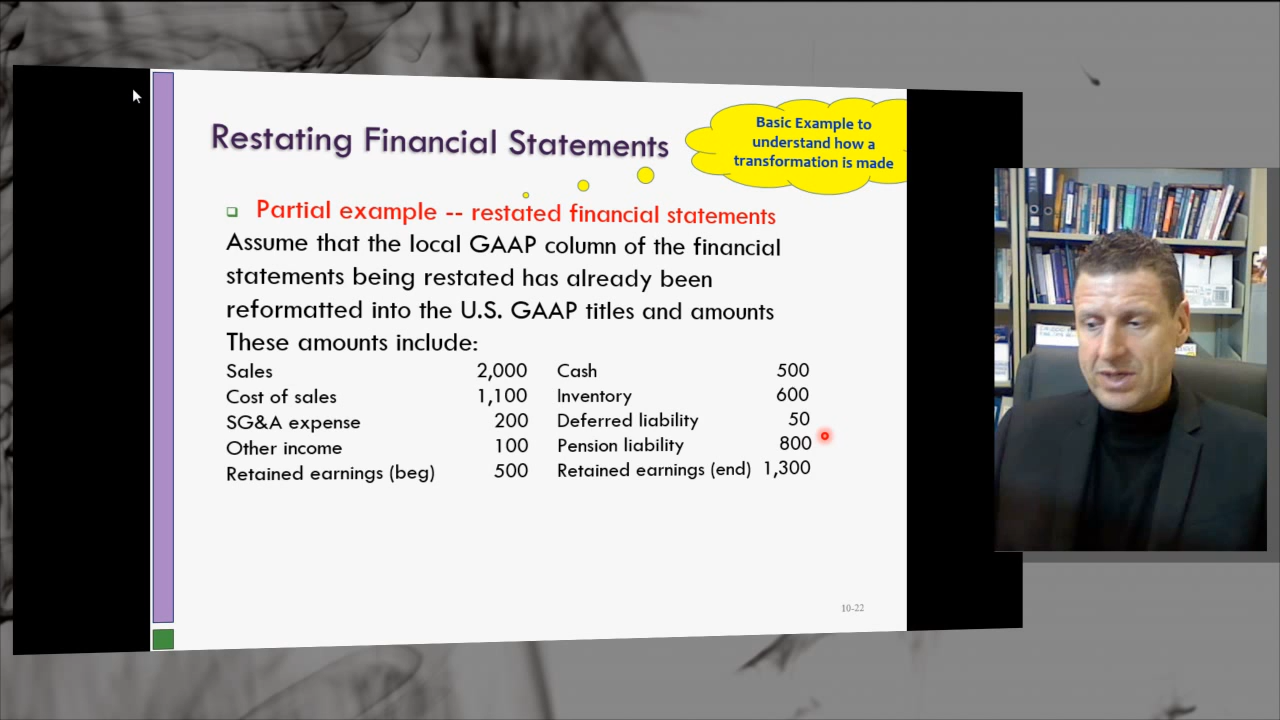 Restating Financial Statements
Basic Example to
understand how a
transformation is made
Partial example -- restated financial statements
Assume that the local GAAP column of the financial
statements being restated has already been
reformatted into the U.S. GAAP titles and amounts
These amounts include:
Sales 2,000 Cash 500
Cost of sales 1,100 Inventory 600
SG&A expense 200 Deferred liability 50
Other income 100 Pension liability 800
Retained earnings (beg) 500 Retained earnings (end) 1,300
10-22